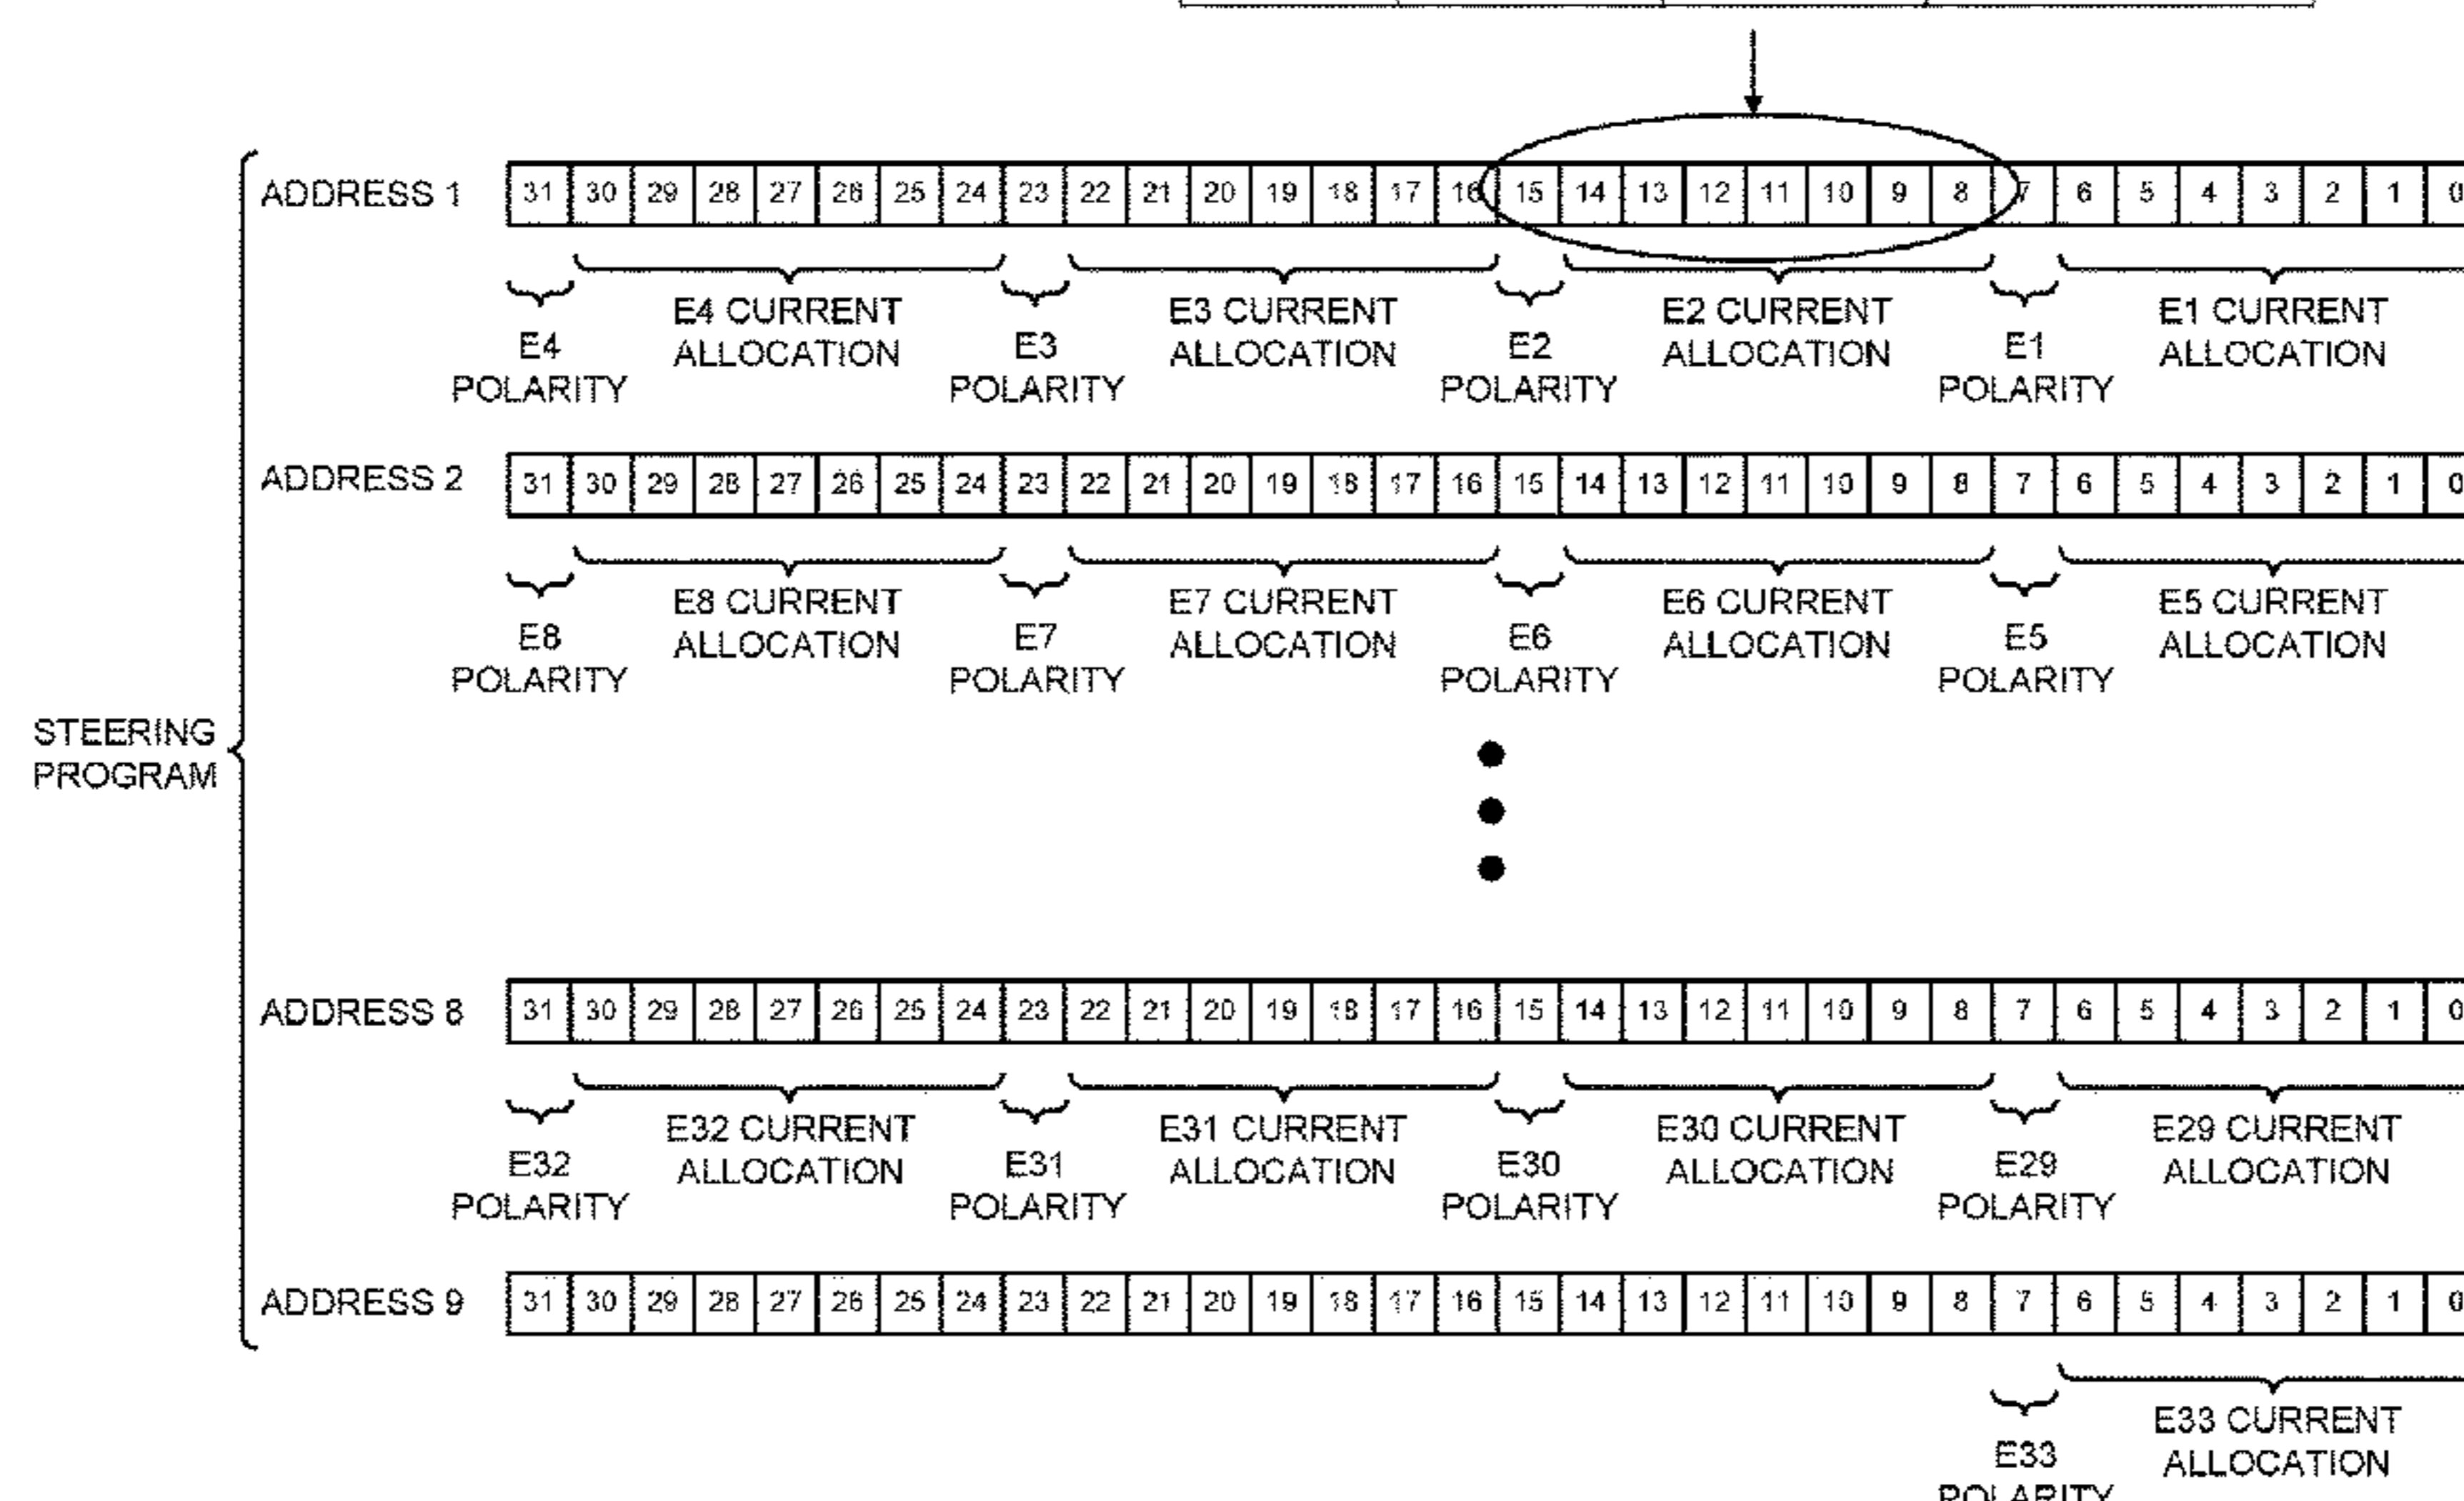 ADDRESS 1 31 30 29 28 27 26 25 24 23 22 21 20 19 18 17 16 15 14 13 12 11 10 9 8 7 6 5 4 3 2 1 0
E4 CURRENT ALLOCATION
E4 POLARITY
E3 CURRENT ALLOCATION
E3 POLARITY
E2 CURRENT ALLOCATION
E2 POLARITY
E1 CURRENT ALLOCATION
E1 POLARITY
ADDRESS 2 31 30 29 28 27 26 25 24 23 22 21 20 19 18 17 16 15 14 13 12 11 10 9 8 7 6 5 4 3 2 1 0
E8 CURRENT ALLOCATION
E8 POLARITY
E7 CURRENT ALLOCATION
E7 POLARITY
E6 CURRENT ALLOCATION
E6 POLARITY
E5 CURRENT ALLOCATION
E5 POLARITY
STEERING
PROGRAM
ADDRESS 8 31 30 29 28 27 26 25 24 23 22 21 20 19 18 17 16 15 14 13 12 11 10 9 8 7 6 5 4 3 2 1 0
E32 CURRENT ALLOCATION
E32 POLARITY
E31 CURRENT ALLOCATION
E31 POLARITY
E30 CURRENT ALLOCATION
E30 POLARITY
E29 CURRENT ALLOCATION
E29 POLARITY
ADDRESS 9 31 30 29 28 27 26 25 24 23 22 21 20 19 18 17 16 15 14 13 12 11 10 9 8 7 6 5 4 3 2 1 0
E33 CURRENT ALLOCATION
E33 POLARITY